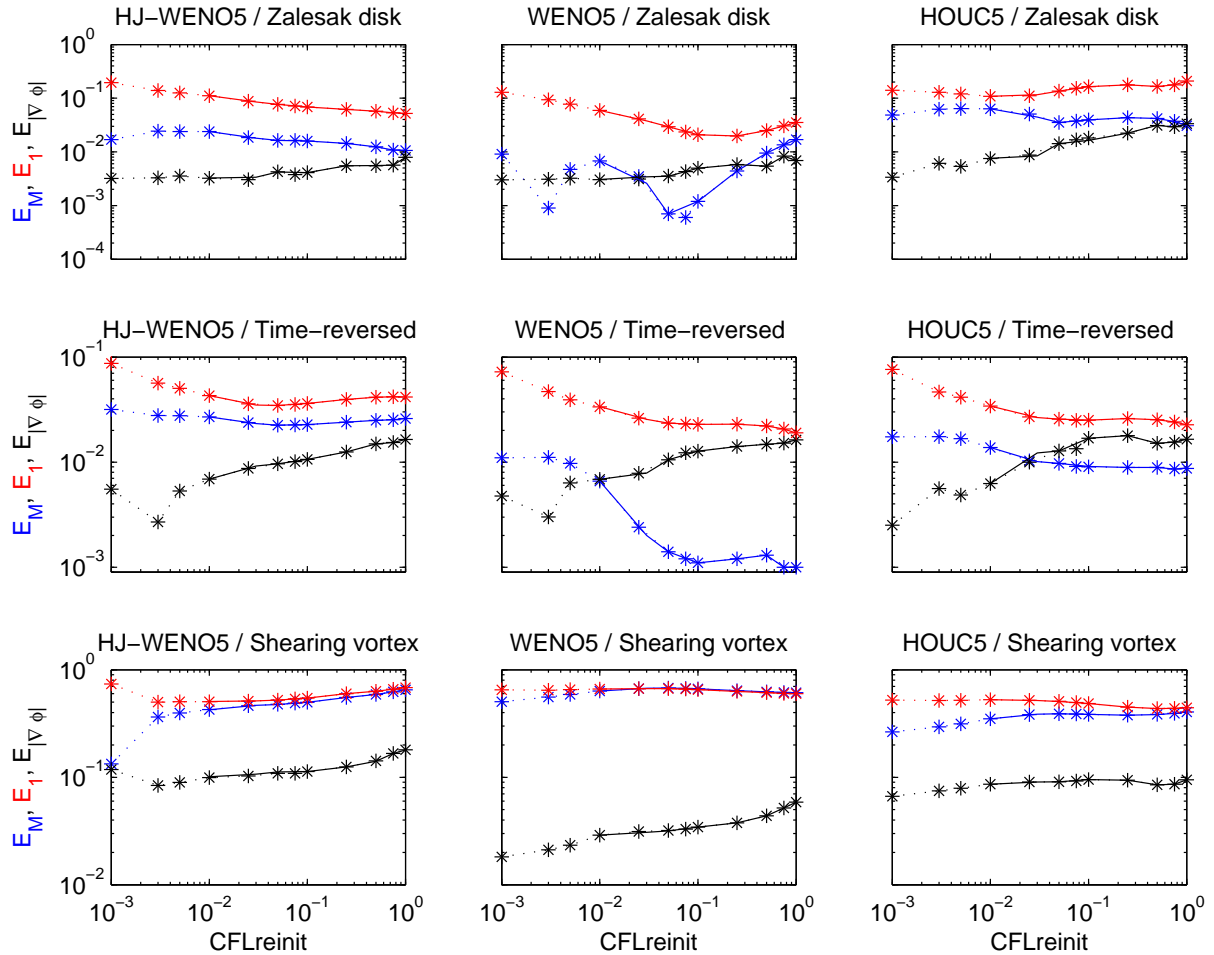 HJ−WENO5 / Zalesak disk
WENO5 / Zalesak disk
HOUC5 / Zalesak disk
10^0
10^−1
10^−2
10^−3
10^−4
E_M, E_1, E_|∇ φ|
HJ−WENO5 / Time−reversed
WENO5 / Time−reversed
HOUC5 / Time−reversed
10^−1
10^−2
10^−3
E_M, E_1, E_|∇ φ|
HJ−WENO5 / Shearing vortex
WENO5 / Shearing vortex
HOUC5 / Shearing vortex
10^0
10^−1
10^−2
E_M, E_1, E_|∇ φ|
10^−3 10^−2 10^−1 10^0
10^−3 10^−2 10^−1 10^0
10^−3 10^−2 10^−1 10^0
CFLreinit
CFLreinit
CFLreinit